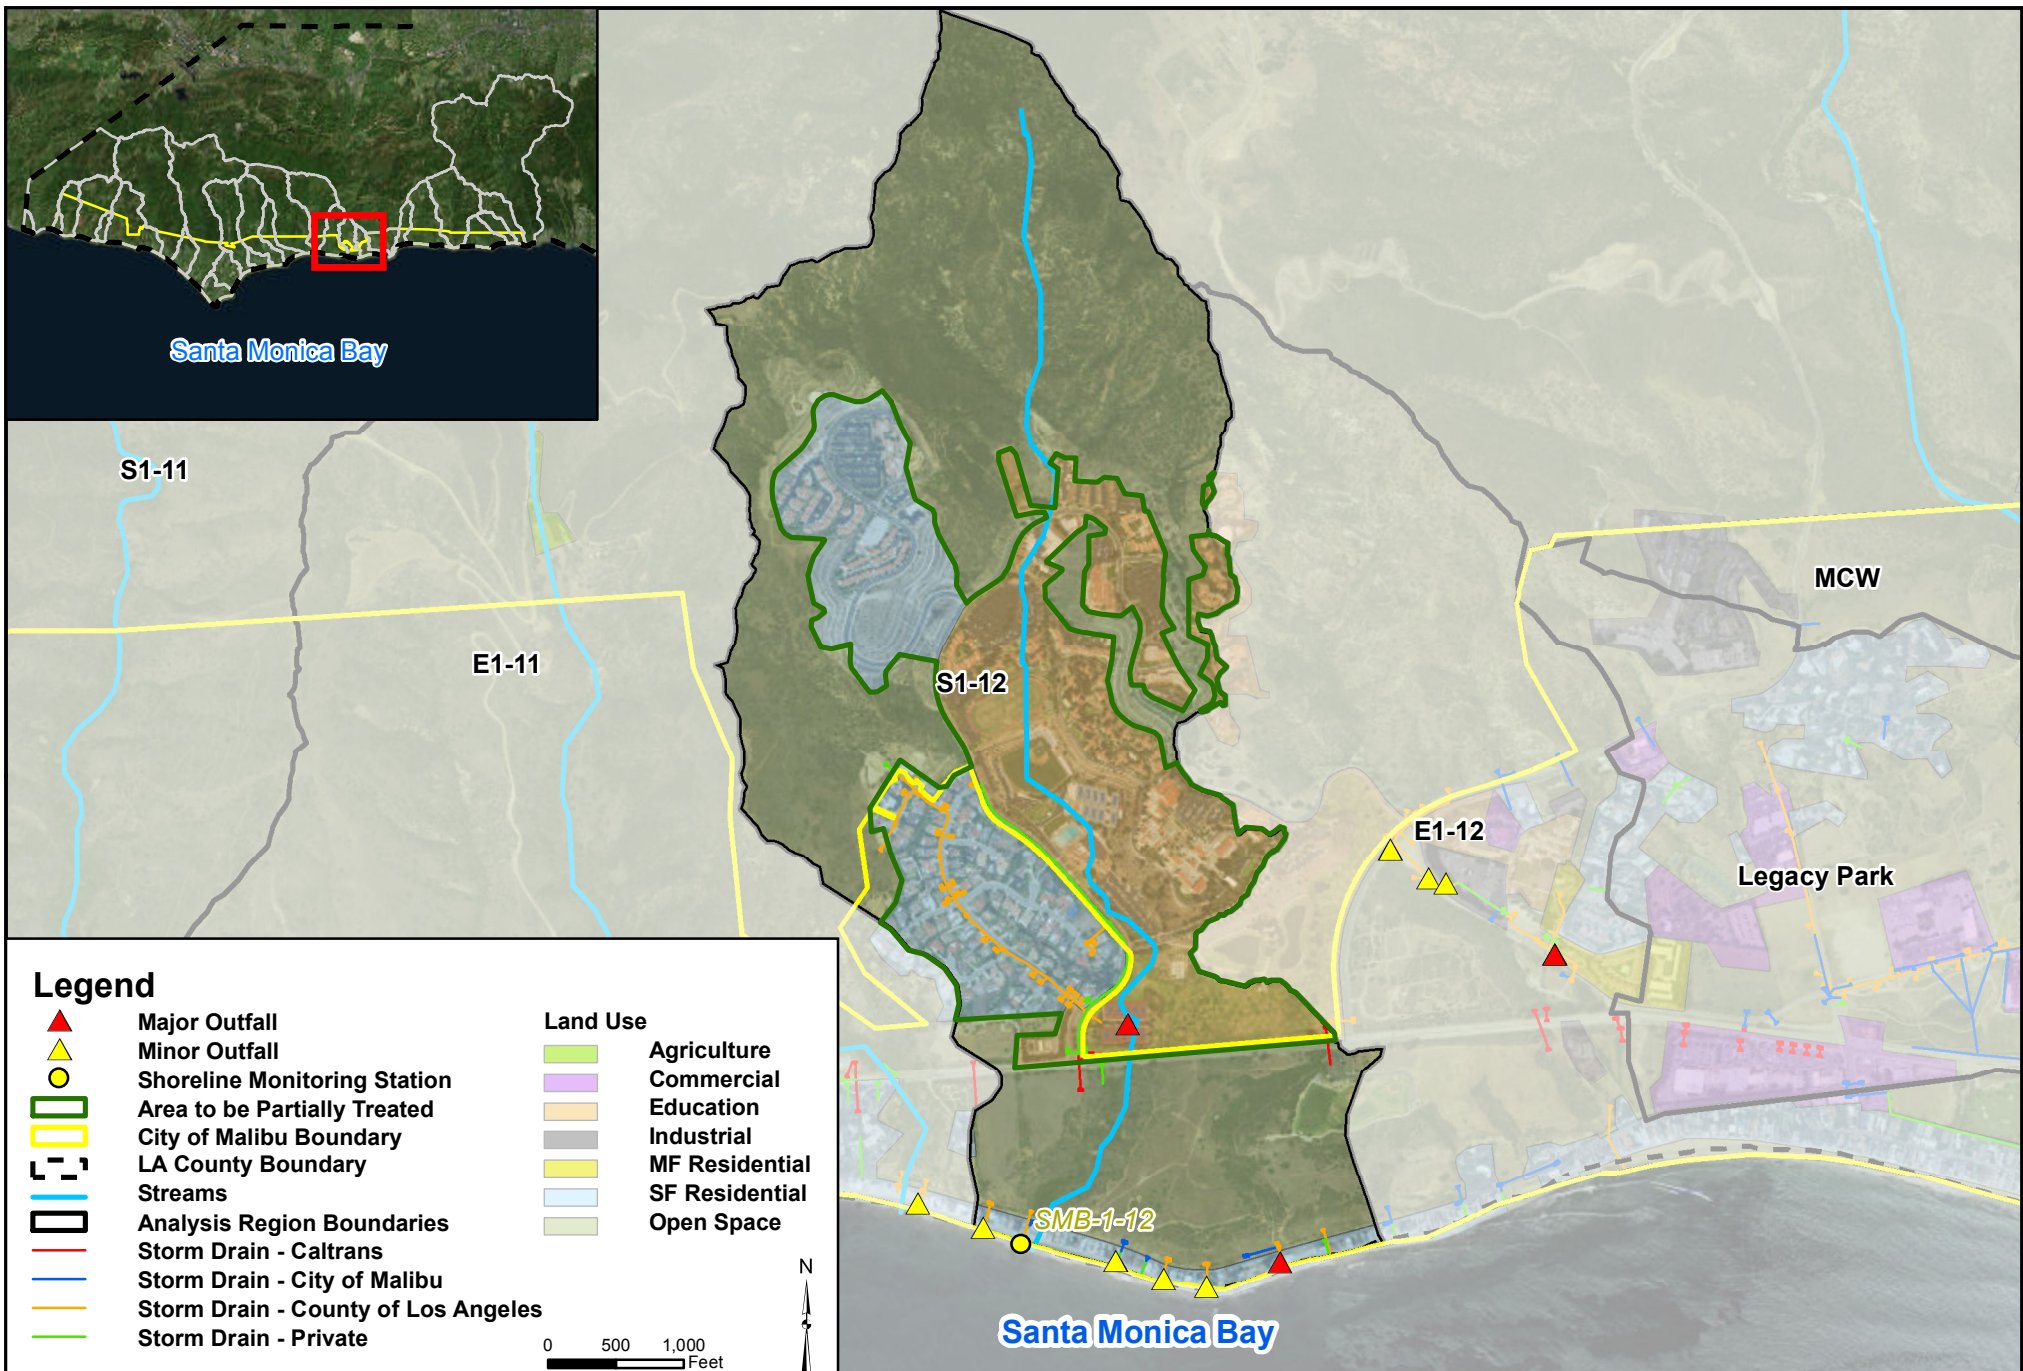 Santa Monica Bay
S1-11
E1-11
S1-12
MCW
E1-12
Legacy Park
SMB-1-12
Santa Monica Bay
Legend
Major Outfall
Minor Outfall
Shoreline Monitoring Station
Area to be Partially Treated
City of Malibu Boundary
LA County Boundary
Streams
Analysis Region Boundaries
Storm Drain - Caltrans
Storm Drain - City of Malibu
Storm Drain - County of Los Angeles
Storm Drain - Private
Land Use
Agriculture
Commercial
Education
Industrial
MF Residential
SF Residential
Open Space
N
0 500 1,000
Feet